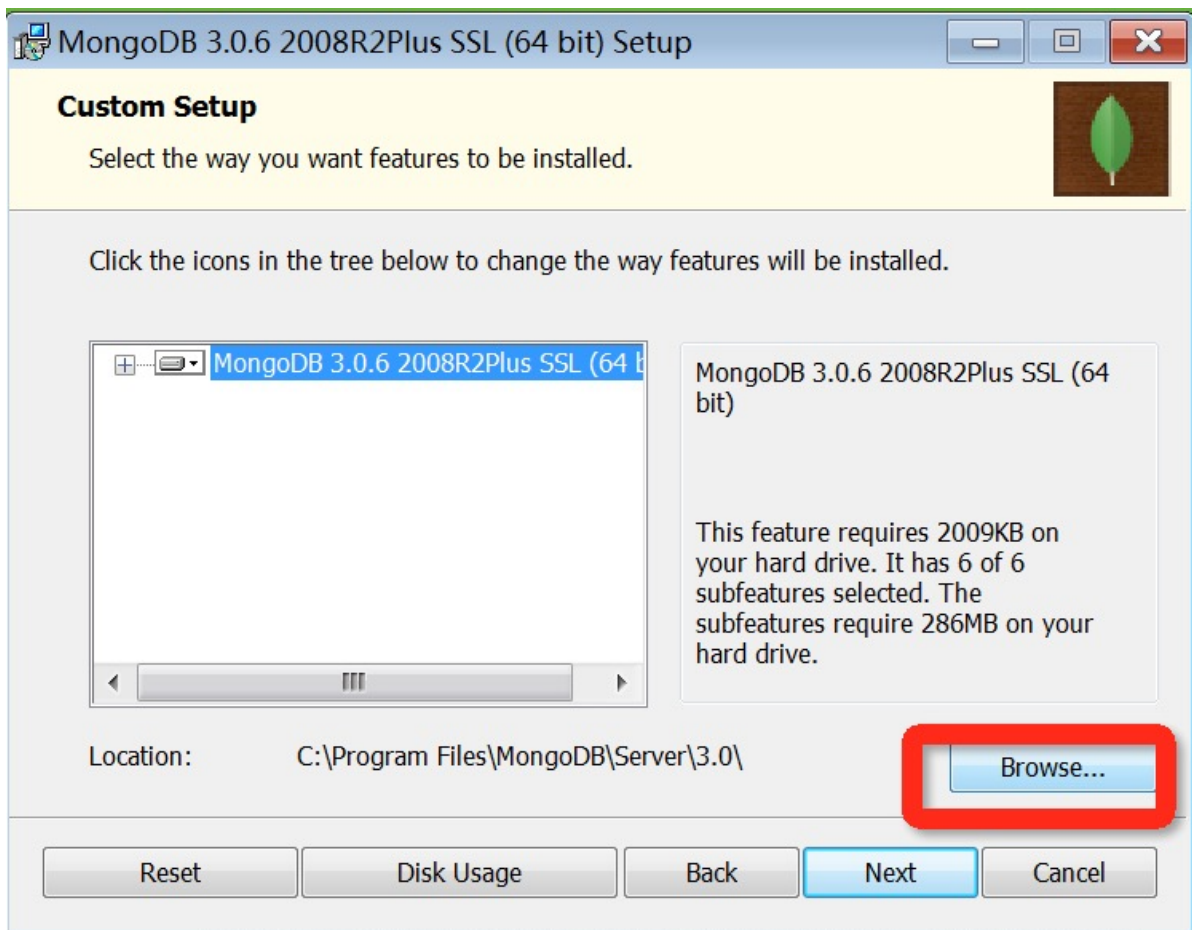 MongoDB 3.0.6 2008R2Plus SSL (64 bit) Setup
Custom Setup
Select the way you want features to be installed.
Click the icons in the tree below to change the way features will be installed.
MongoDB 3.0.6 2008R2Plus SSL (64 b
MongoDB 3.0.6 2008R2Plus SSL (64
bit)
This feature requires 2009KB on
your hard drive. It has 6 of 6
subfeatures selected. The
subfeatures require 286MB on your
hard drive.
Location: C:\Program Files\MongoDB\Server\3.0\
Browse...
Reset Disk Usage Back Next Cancel